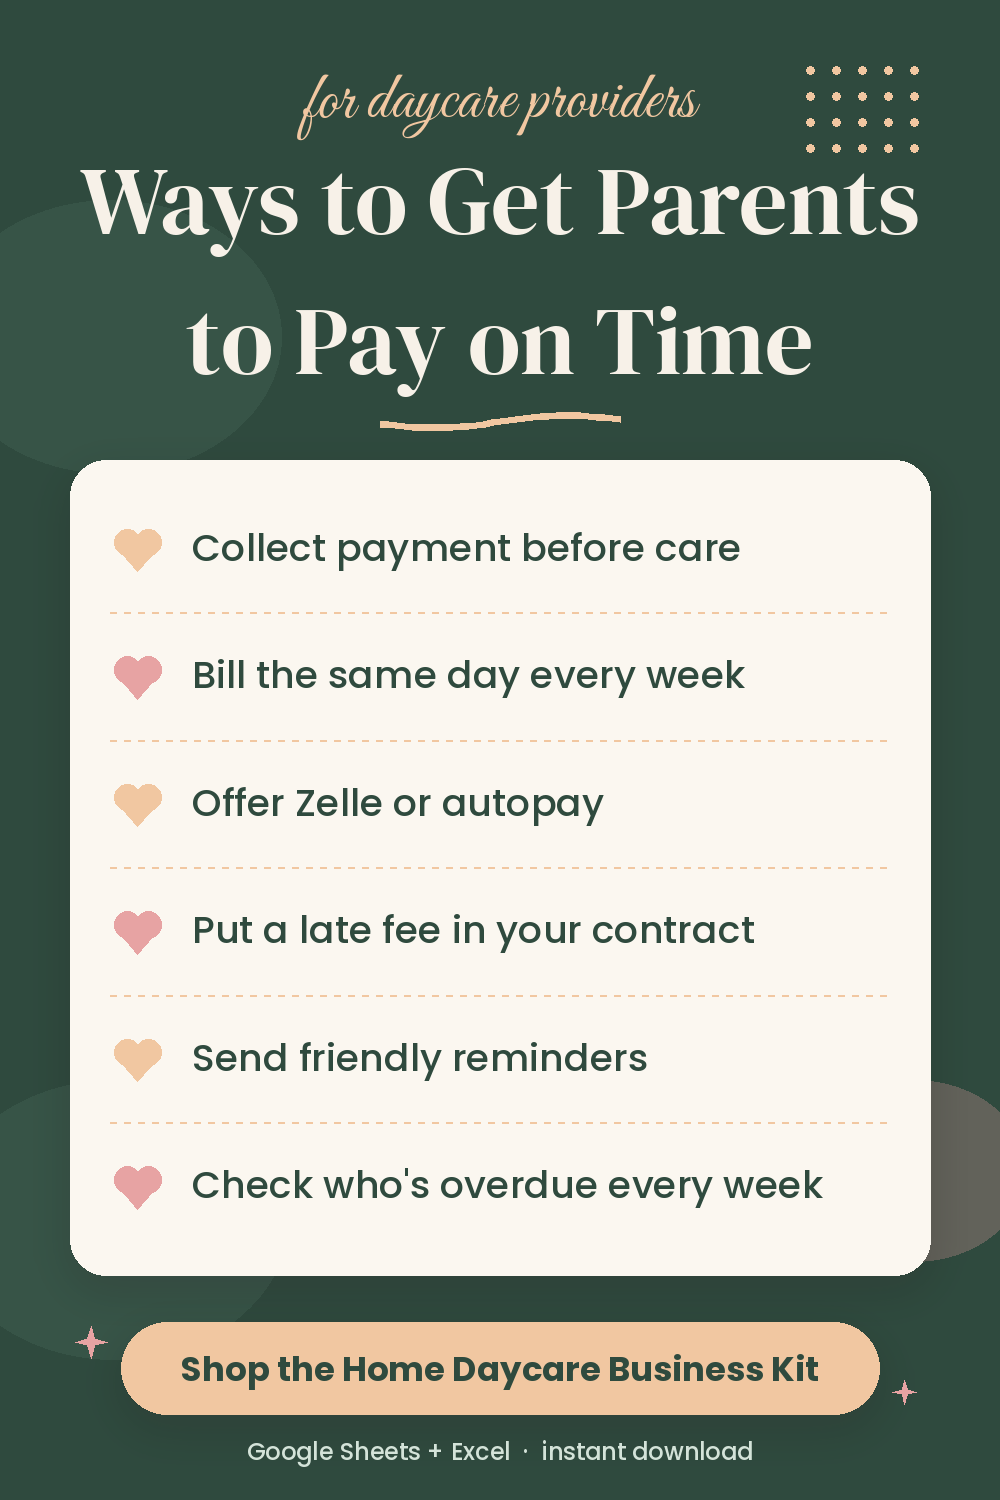 for daycare providers
Ways to Get Parents
to Pay on Time
Collect payment before care
Bill the same day every week
Offer Zelle or autopay
Put a late fee in your contract
Send friendly reminders
Check who's overdue every week
Shop the Home Daycare Business Kit
Google Sheets + Excel · instant download